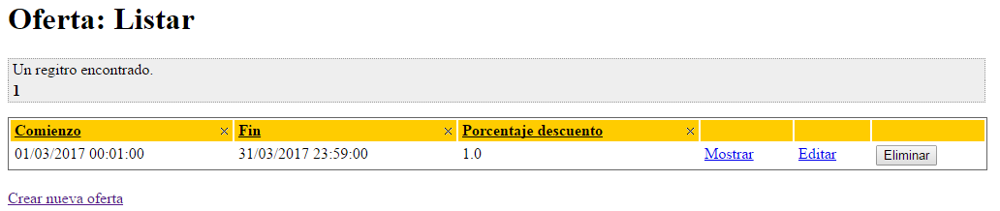 Oferta: Listar
Un regitro encontrado.
1
Comienzo Fin Porcentaje descuento
01/03/2017 00:01:00 31/03/2017 23:59:00 1.0 Mostrar Editar Eliminar
Crear nueva oferta